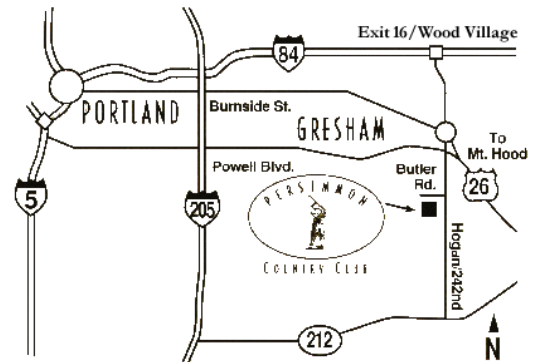 Exit 16/Wood Village
84
PORTLAND
Burnside St.
GRESHAM
To
Mt. Hood
Powell Blvd.
Butler
Rd.
26
5
205
PERSIMMON
COUNTRY CLUB
Hogan/242nd
212
N